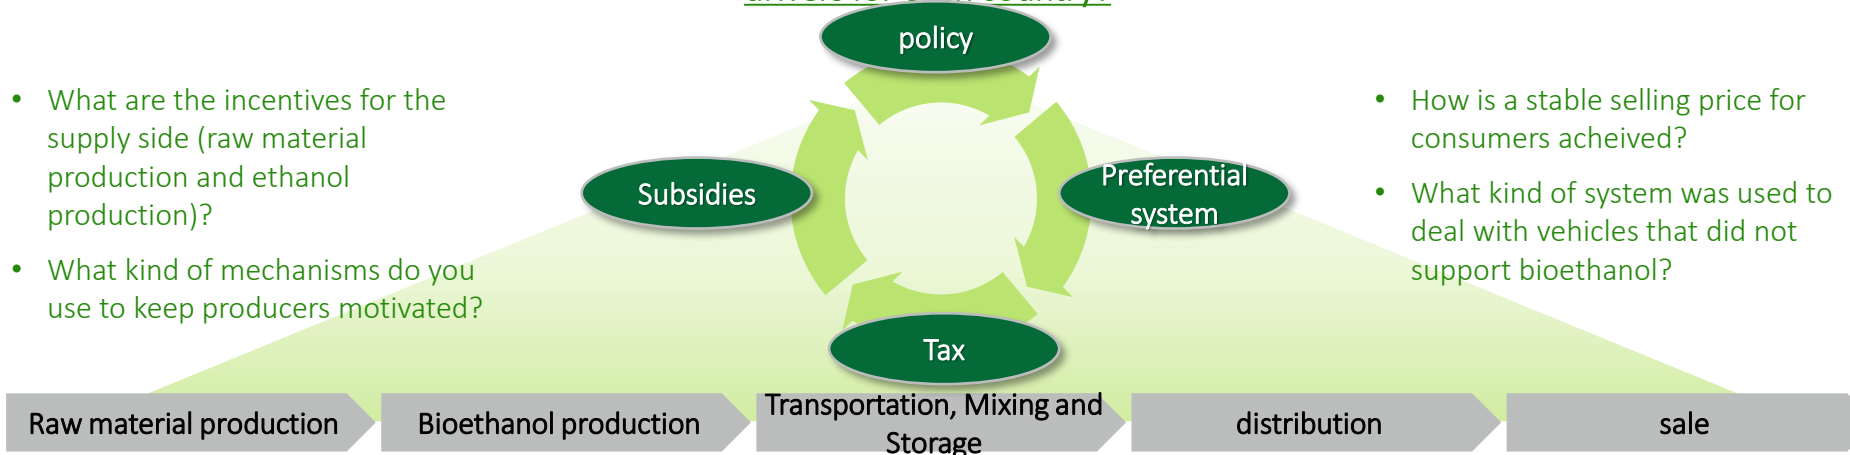 policy
• What are the incentives for the
supply side (raw material
production and ethanol
production)?
• What kind of mechanisms do you
use to keep producers motivated?
Subsidies
Preferential
system
Tax
• How is a stable selling price for
consumers acheived?
• What kind of system was used to
deal with vehicles that did not
support bioethanol?
Raw material production
Bioethanol production
Transportation, Mixing and
Storage
distribution
sale